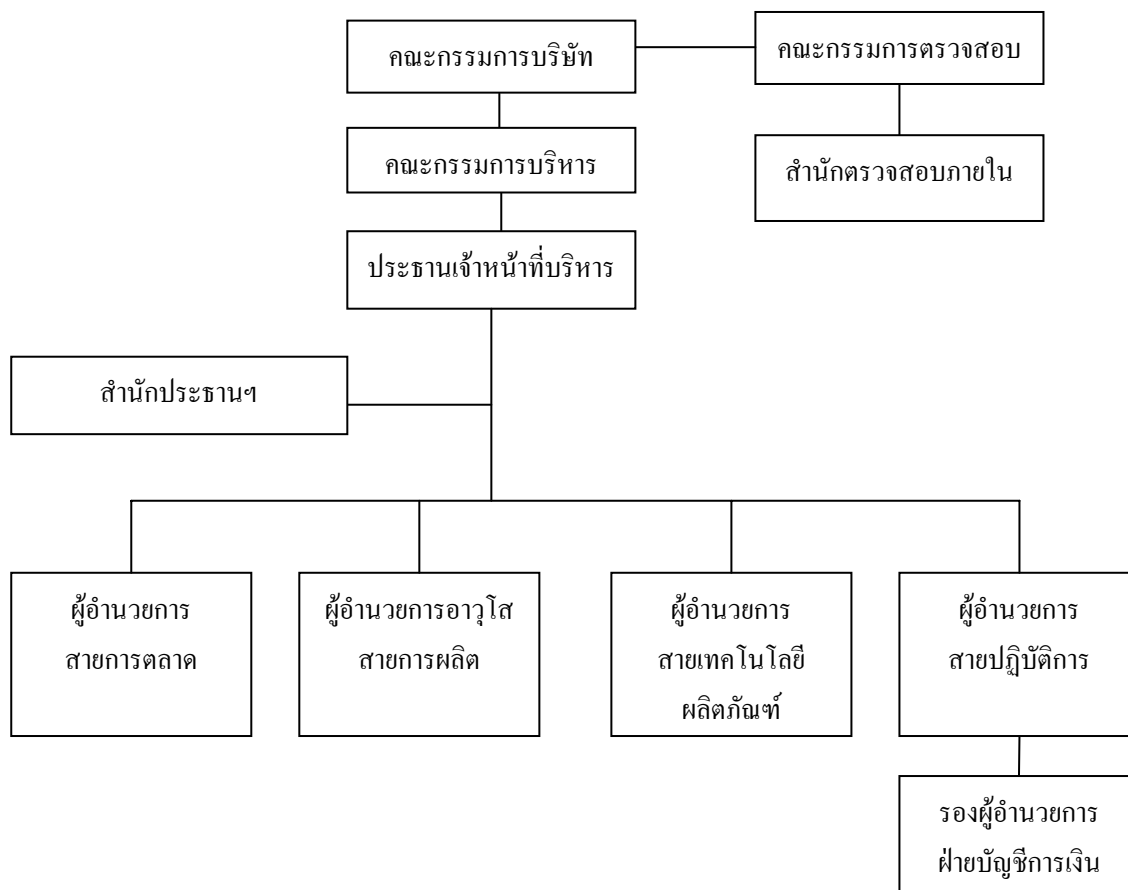 คณะกรรมการบริษัท
คณะกรรมการตรวจสอบ
คณะกรรมการบริหาร
สำนักตรวจสอบภายใน
ประธานเจ้าหน้าที่บริหาร
สำนักประธานฯ
ผู้อำนวยการ
สายการตลาด
ผู้อำนวยการอาวุโส
สายการผลิต
ผู้อำนวยการ
สายเทคโนโลยี
ผลิตภัณฑ์
ผู้อำนวยการ
สายปฏิบัติการ
รองผู้อำนวยการ
ฝ่ายบัญชีการเงิน